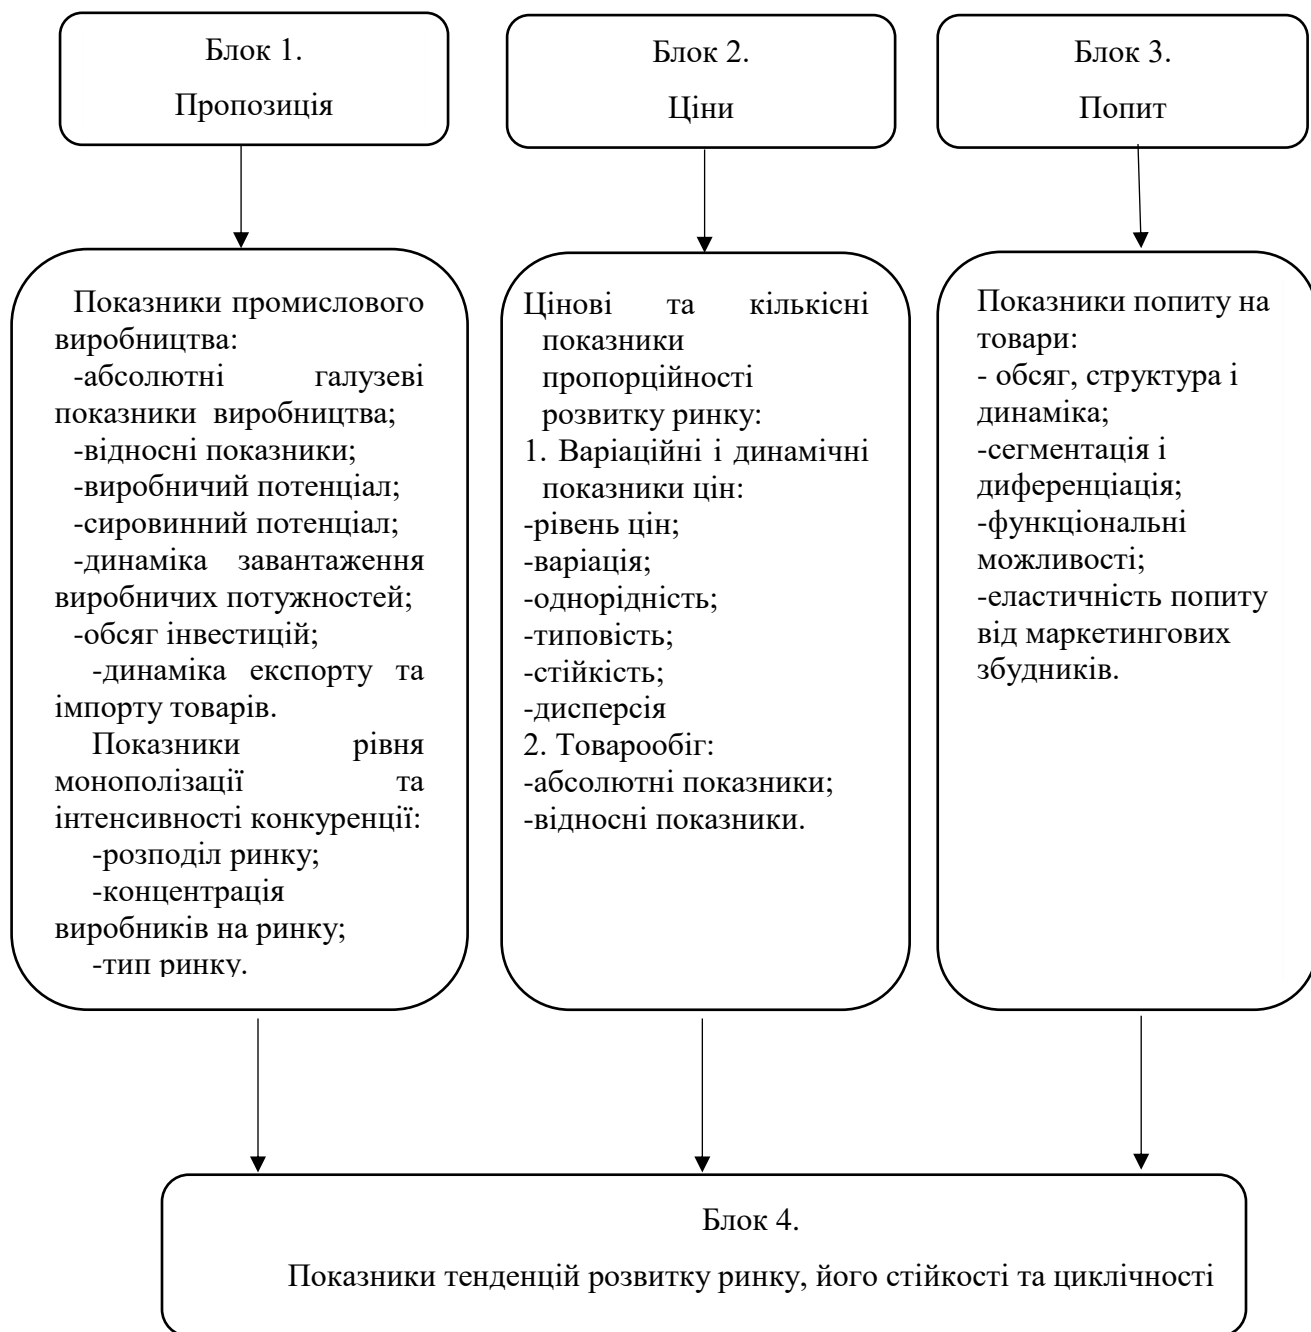 Блок 1.
Пропозиція
Блок 2.
Ціни
Блок 3.
Попит
Показники промислового
виробництва:
-абсолютні галузеві
показники виробництва;
-відносні показники;
-виробничий потенціал;
-сировинний потенціал;
-динаміка завантаження
виробничих потужностей;
-обсяг інвестицій;
-динаміка експорту та
імпорту товарів.
Показники рівня
монополізації та
інтенсивності конкуренції:
-розподіл ринку;
-концентрація
виробників на ринку;
-тип ринку.
Цінові та кількісні
показники
пропорційності
розвитку ринку:
1. Варіаційні і динамічні
показники цін:
-рівень цін;
-варіація;
-однорідність;
-типовість;
-стійкість;
-дисперсія
2. Товарообіг:
-абсолютні показники;
-відносні показники.
Показники попиту на
товари:
- обсяг, структура і
динаміка;
-сегментація і
диференціація;
-функціональні
можливості;
-еластичність попиту
від маркетингових
збудників.
Блок 4.
Показники тенденцій розвитку ринку, його стійкості та циклічності